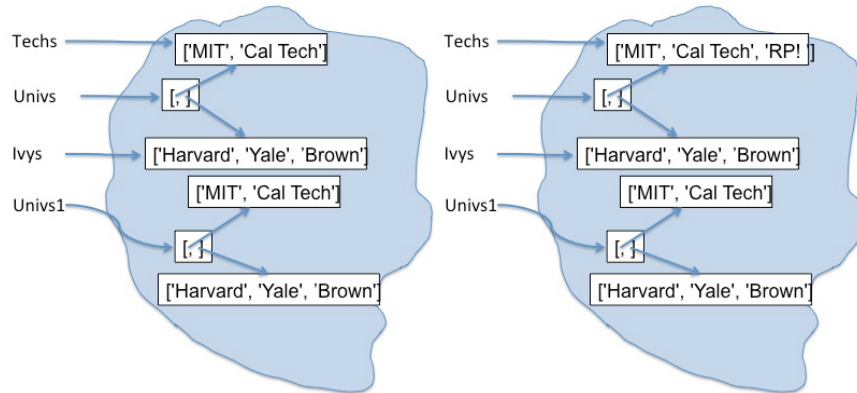 Techs
['MIT', 'Cal Tech']
Univs
[, ]
Ivys
['Harvard', 'Yale', 'Brown']
Univs1
['MIT', 'Cal Tech']
[, ]
['Harvard', 'Yale', 'Brown']
Techs
['MIT', 'Cal Tech', 'RP! ']
Univs
[, ]
Ivys
['Harvard', 'Yale', 'Brown']
['MIT', 'Cal Tech']
Univs1
[, ]
['Harvard', 'Yale', 'Brown']